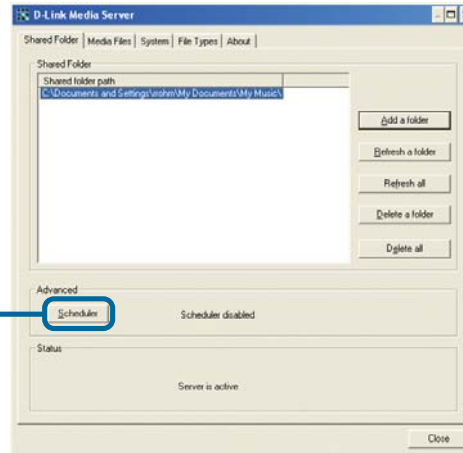 D-Link Media Server
Shared Folder Media Files System File Types About
Shared Folder
Shared folder path
C:\Documents and Settings\rohm\My Documents\My Music\
Add a folder
Refresh a folder
Refresh all
Delete a folder
Delete all
Advanced
Scheduler Scheduler disabled
Status
Server is active
Close